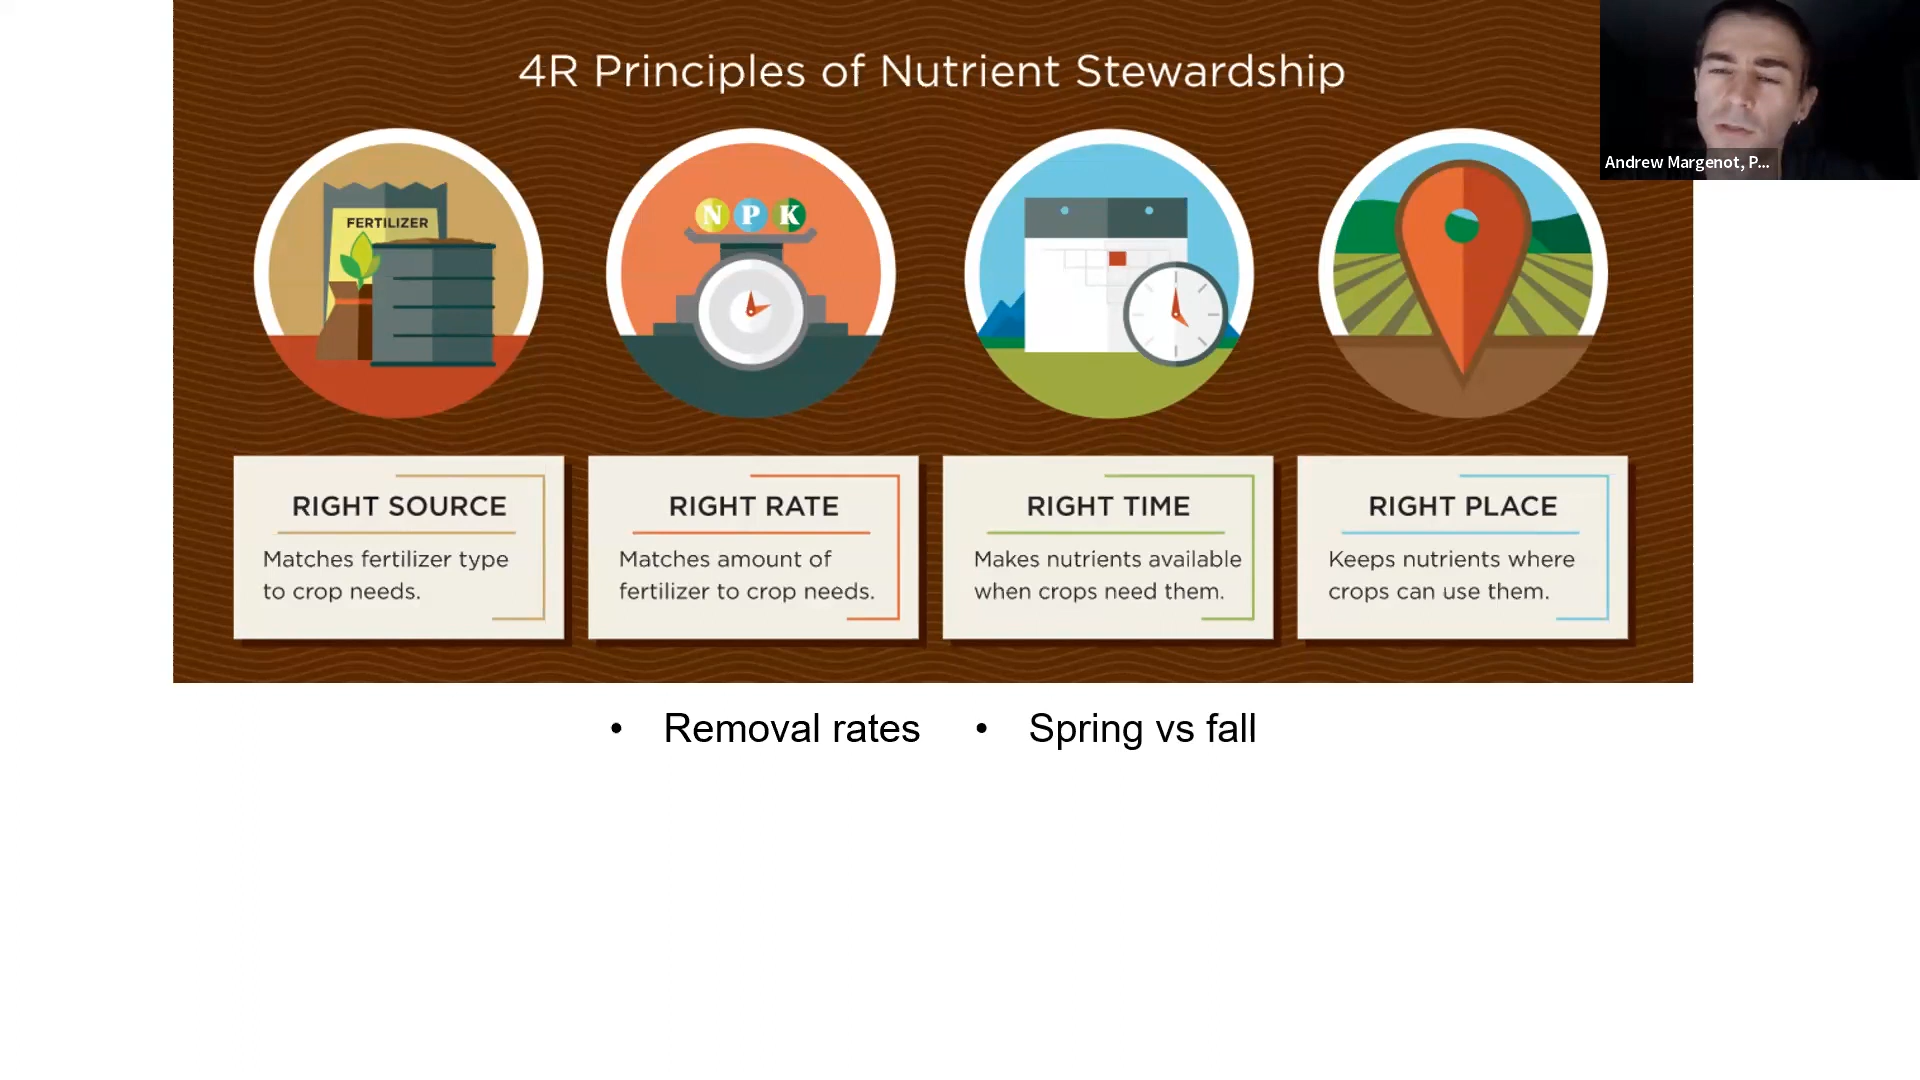 4R Principles of Nutrient Stewardship
Andrew Margenot, P...
FERTILIZER
N P K
RIGHT SOURCE
Matches fertilizer type
to crop needs.
RIGHT RATE
Matches amount of
fertilizer to crop needs.
RIGHT TIME
Makes nutrients available
when crops need them.
RIGHT PLACE
Keeps nutrients where
crops can use them.
• Removal rates
• Spring vs fall